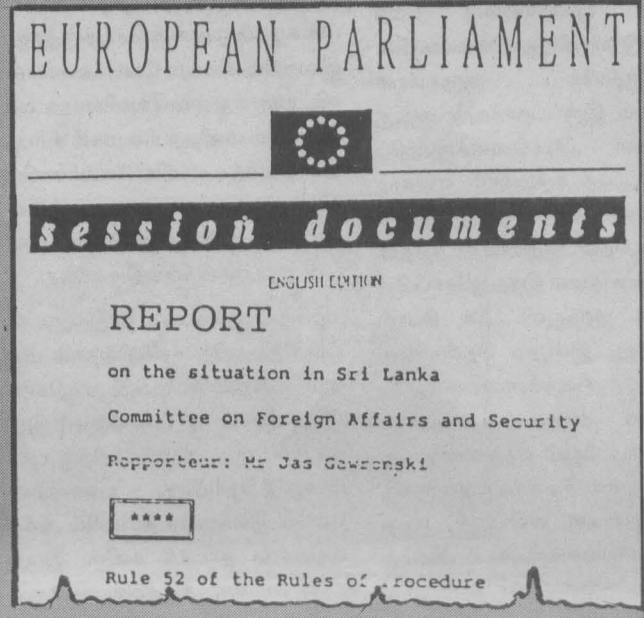 EUROPEAN PARLIAMENT
session documents
ENGLISH EDITION
REPORT
on the situation in Sri Lanka
Committee on Foreign Affairs and Security
Rapporteur: Mr Jas Gawronski
****
Rule 52 of the Rules of .rocedure